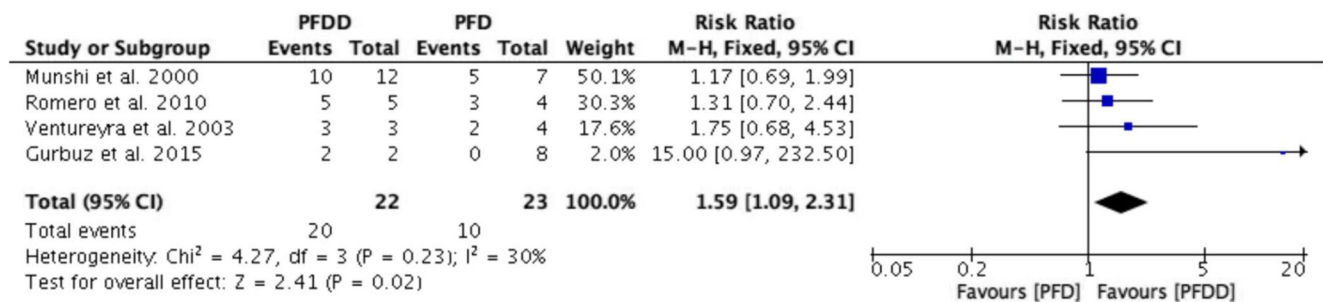 PFDD PFD Risk Ratio Risk Ratio
Study or Subgroup Events Total Events Total Weight M-H, Fixed, 95% CI M-H, Fixed, 95% CI
Munshi et al. 2000 10 12 5 7 50.1% 1.17 [0.69, 1.99]
Romero et al. 2010 5 5 3 4 30.3% 1.31 [0.70, 2.44]
Ventureyra et al. 2003 3 3 2 4 17.6% 1.75 [0.68, 4.53]
Gurbuz et al. 2015 2 2 0 8 2.0% 15.00 [0.97, 232.50]
Total (95% CI) 22 23 100.0% 1.59 [1.09, 2.31]
Total events 20 10
Heterogeneity: Chi² = 4.27, df = 3 (P = 0.23); I² = 30%
Test for overall effect: Z = 2.41 (P = 0.02)
0.05 0.2 1 5 20
Favours [PFD] Favours [PFDD]